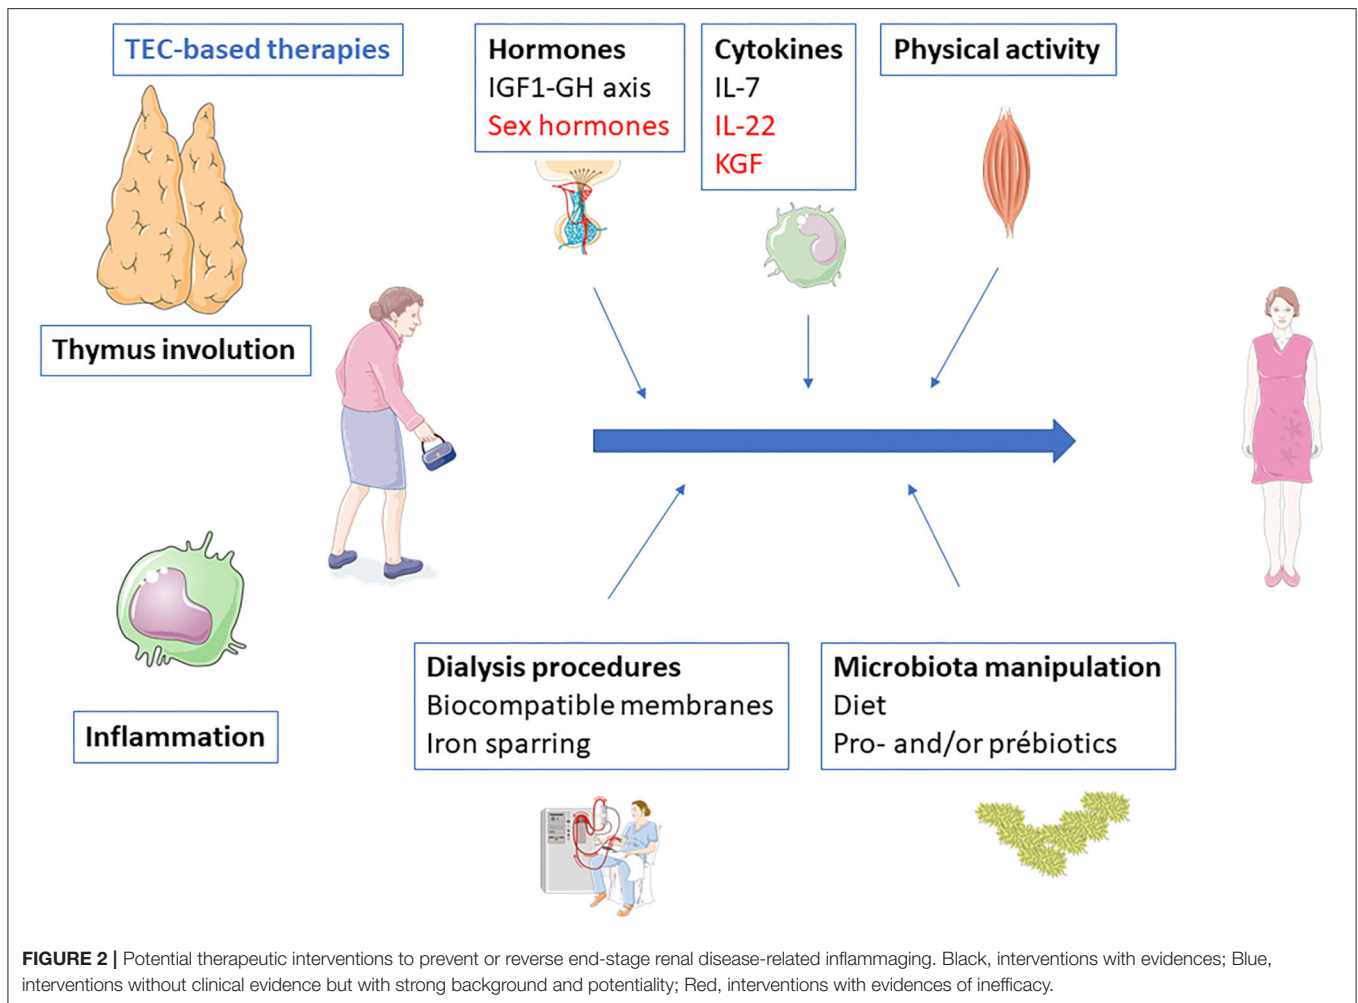 TEC-based therapies
Hormones
IGF1-GH axis
Sex hormones
Cytokines
IL-7
IL-22
KGF
Physical activity
Thymus involution
Inflammation
Dialysis procedures
Biocompatible membranes
Iron sparring
Microbiota manipulation
Diet
Pro- and/or prébiotics
FIGURE 2 | Potential therapeutic interventions to prevent or reverse end-stage renal disease-related inflammaging. Black, interventions with evidences; Blue,
interventions without clinical evidence but with strong background and potentiality; Red, interventions with evidences of inefficacy.